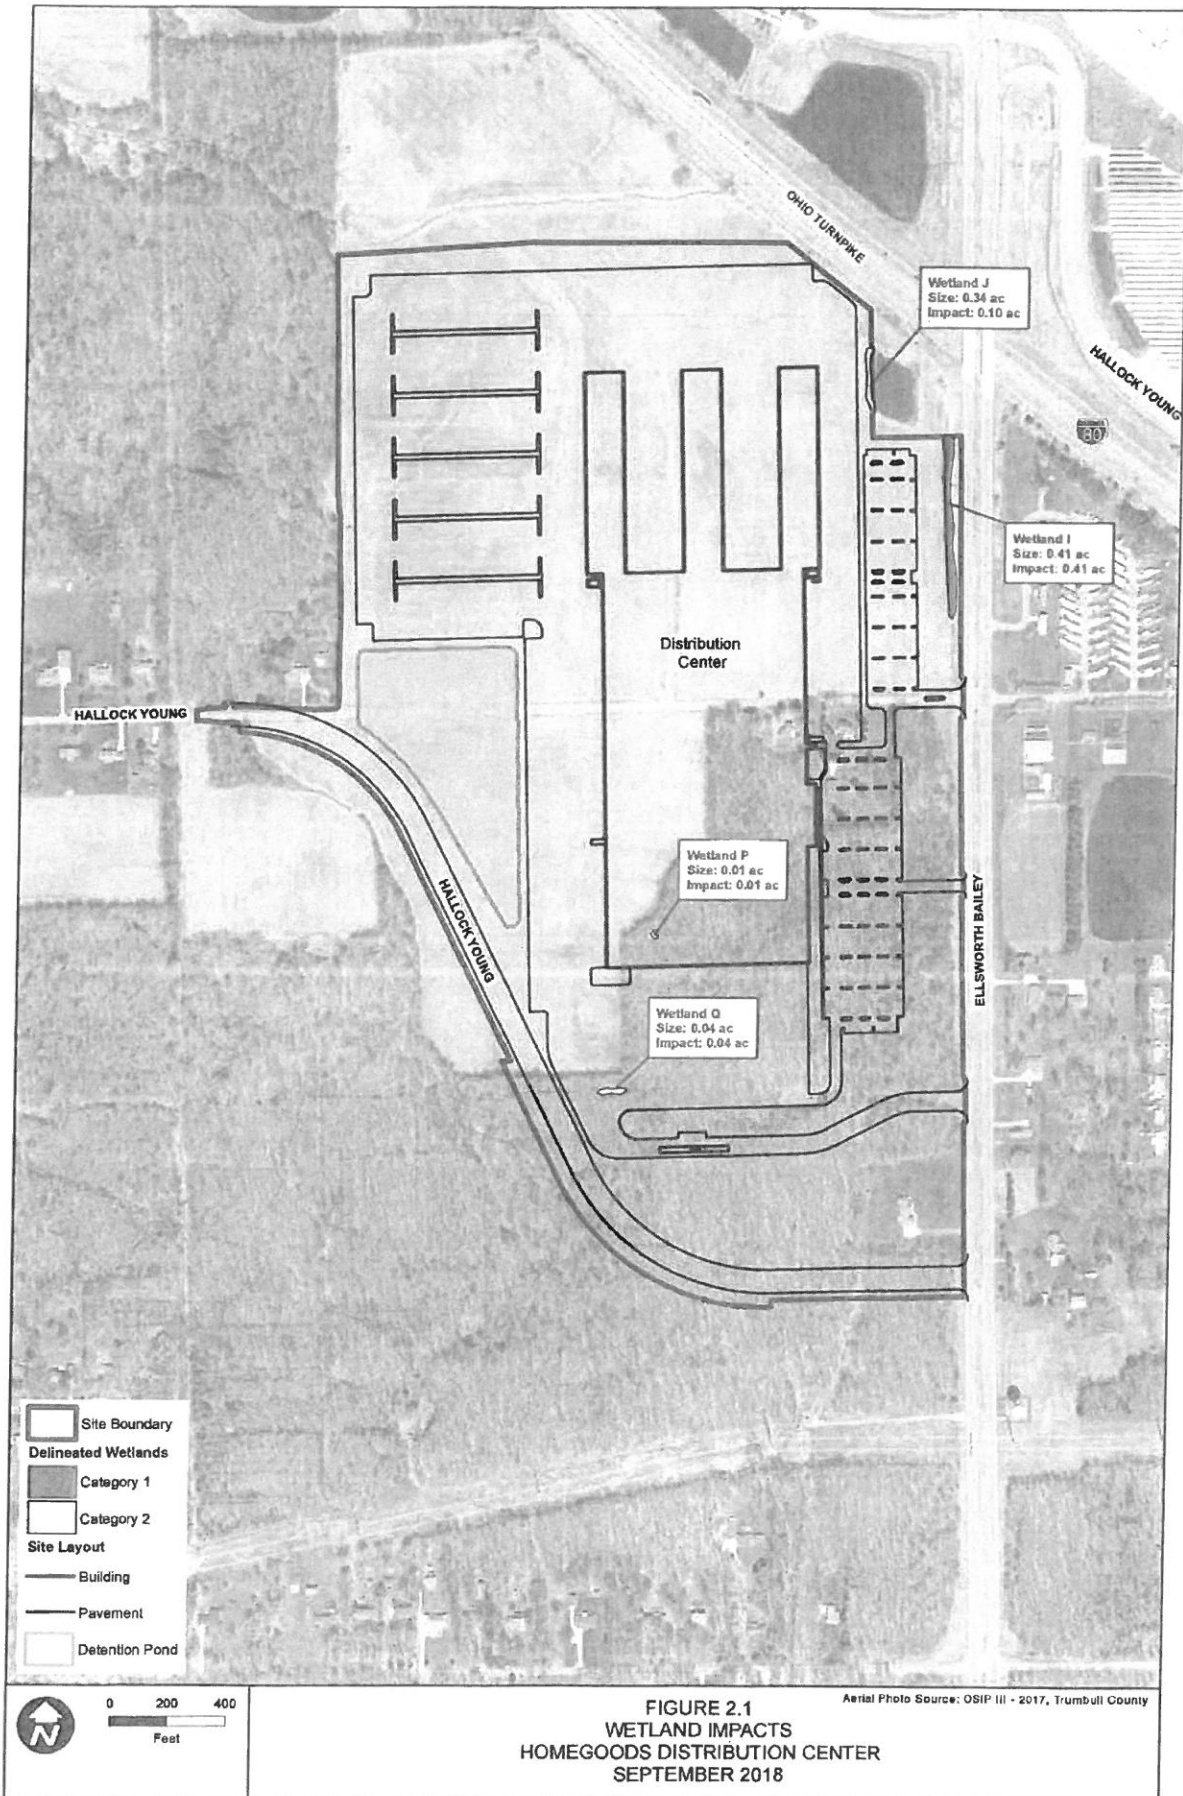 OHIO TURNPIKE
Wetland J
Size: 0.34 ac
Impact: 0.10 ac
HALLOCK YOUNG
80
Wetland I
Size: 0.41 ac
Impact: 0.41 ac
Distribution
Center
HALLOCK YOUNG
Wetland P
Size: 0.01 ac
Impact: 0.01 ac
HALLOCK YOUNG
ELLSWORTH BAILEY
Wetland Q
Size: 0.04 ac
Impact: 0.04 ac
Site Boundary
Delineated Wetlands
Category 1
Category 2
Site Layout
Building
Pavement
Detention Pond
N
0 200 400
Feet
Aerial Photo Source: OSIP III - 2017, Trumbull County
FIGURE 2.1
WETLAND IMPACTS
HOMEGOODS DISTRIBUTION CENTER
SEPTEMBER 2018